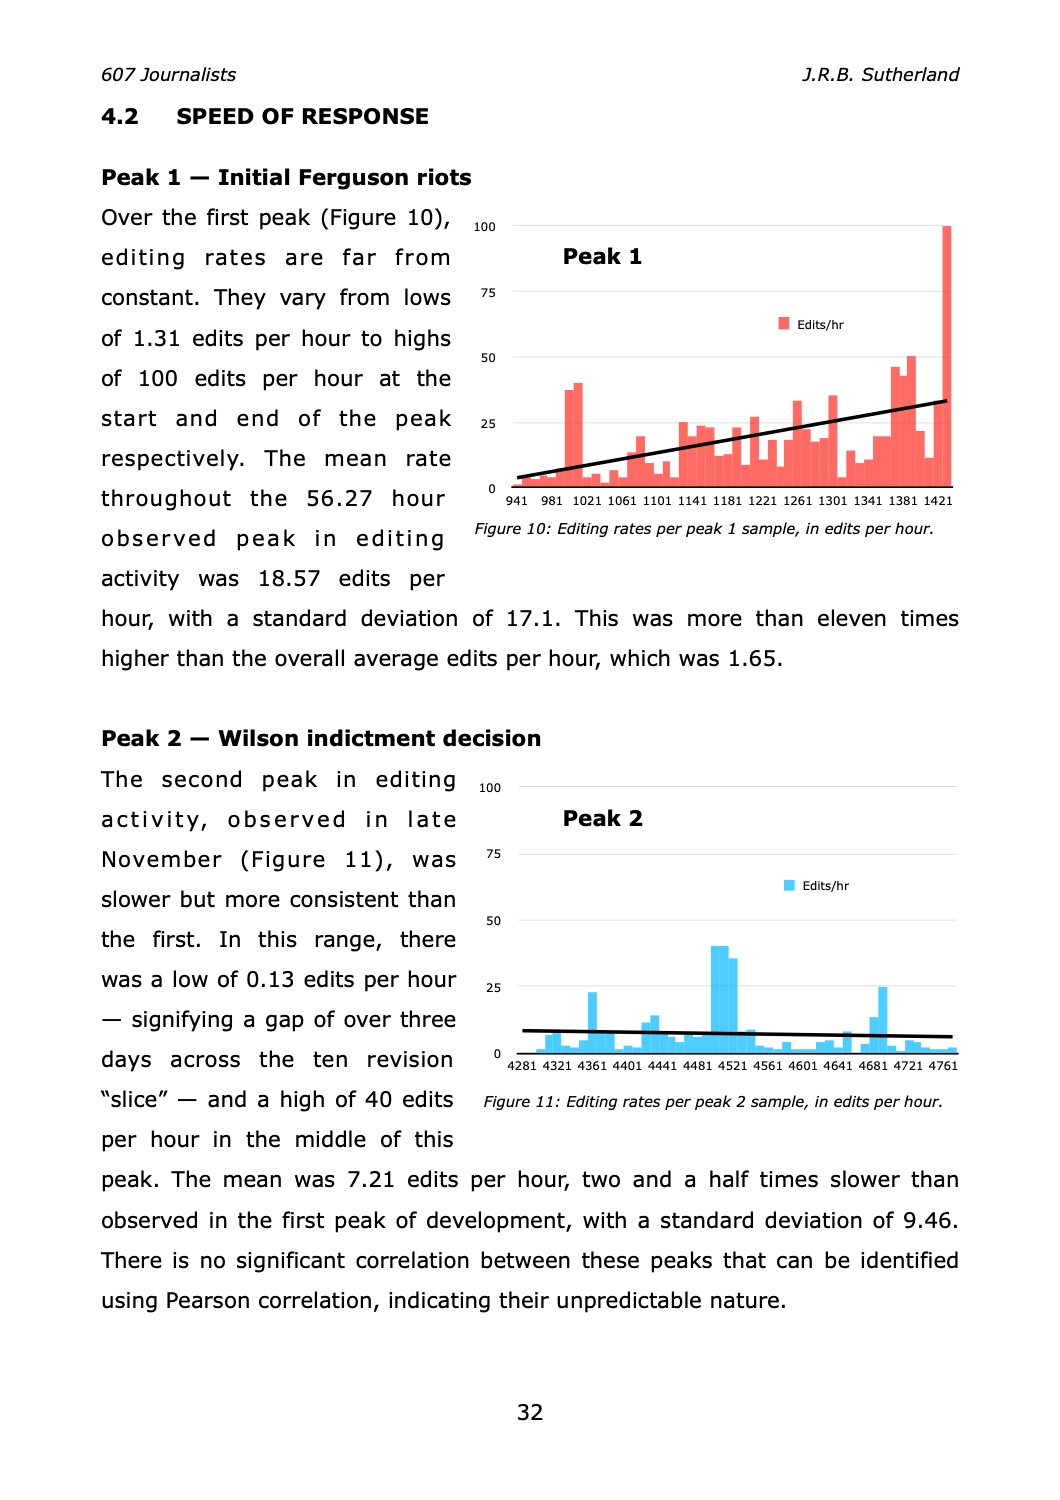 607 Journalists
J.R.B. Sutherland
4.2 SPEED OF RESPONSE
Peak 1 — Initial Ferguson riots
Over the first peak (Figure 10),
editing rates are far from
constant. They vary from lows
of 1.31 edits per hour to highs
of 100 edits per hour at the
start and end of the peak
respectively. The mean rate
throughout the 56.27 hour
observed peak in editing
activity was 18.57 edits per
100
Peak 1
75
Edits/hr
50
25
0
941 981 1021 1061 1101 1141 1181 1221 1261 1301 1341 1381 1421
Figure 10: Editing rates per peak 1 sample, in edits per hour.
hour, with a standard deviation of 17.1. This was more than eleven times
higher than the overall average edits per hour, which was 1.65.
Peak 2 — Wilson indictment decision
The second peak in editing
activity, observed in late
November (Figure 11), was
slower but more consistent than
the first. In this range, there
was a low of 0.13 edits per hour
— signifying a gap of over three
days across the ten revision
“slice” — and a high of 40 edits
per hour in the middle of this
100
Peak 2
75
Edits/hr
50
25
0
4281 4321 4361 4401 4441 4481 4521 4561 4601 4641 4681 4721 4761
Figure 11: Editing rates per peak 2 sample, in edits per hour.
peak. The mean was 7.21 edits per hour, two and a half times slower than
observed in the first peak of development, with a standard deviation of 9.46.
There is no significant correlation between these peaks that can be identified
using Pearson correlation, indicating their unpredictable nature.
32